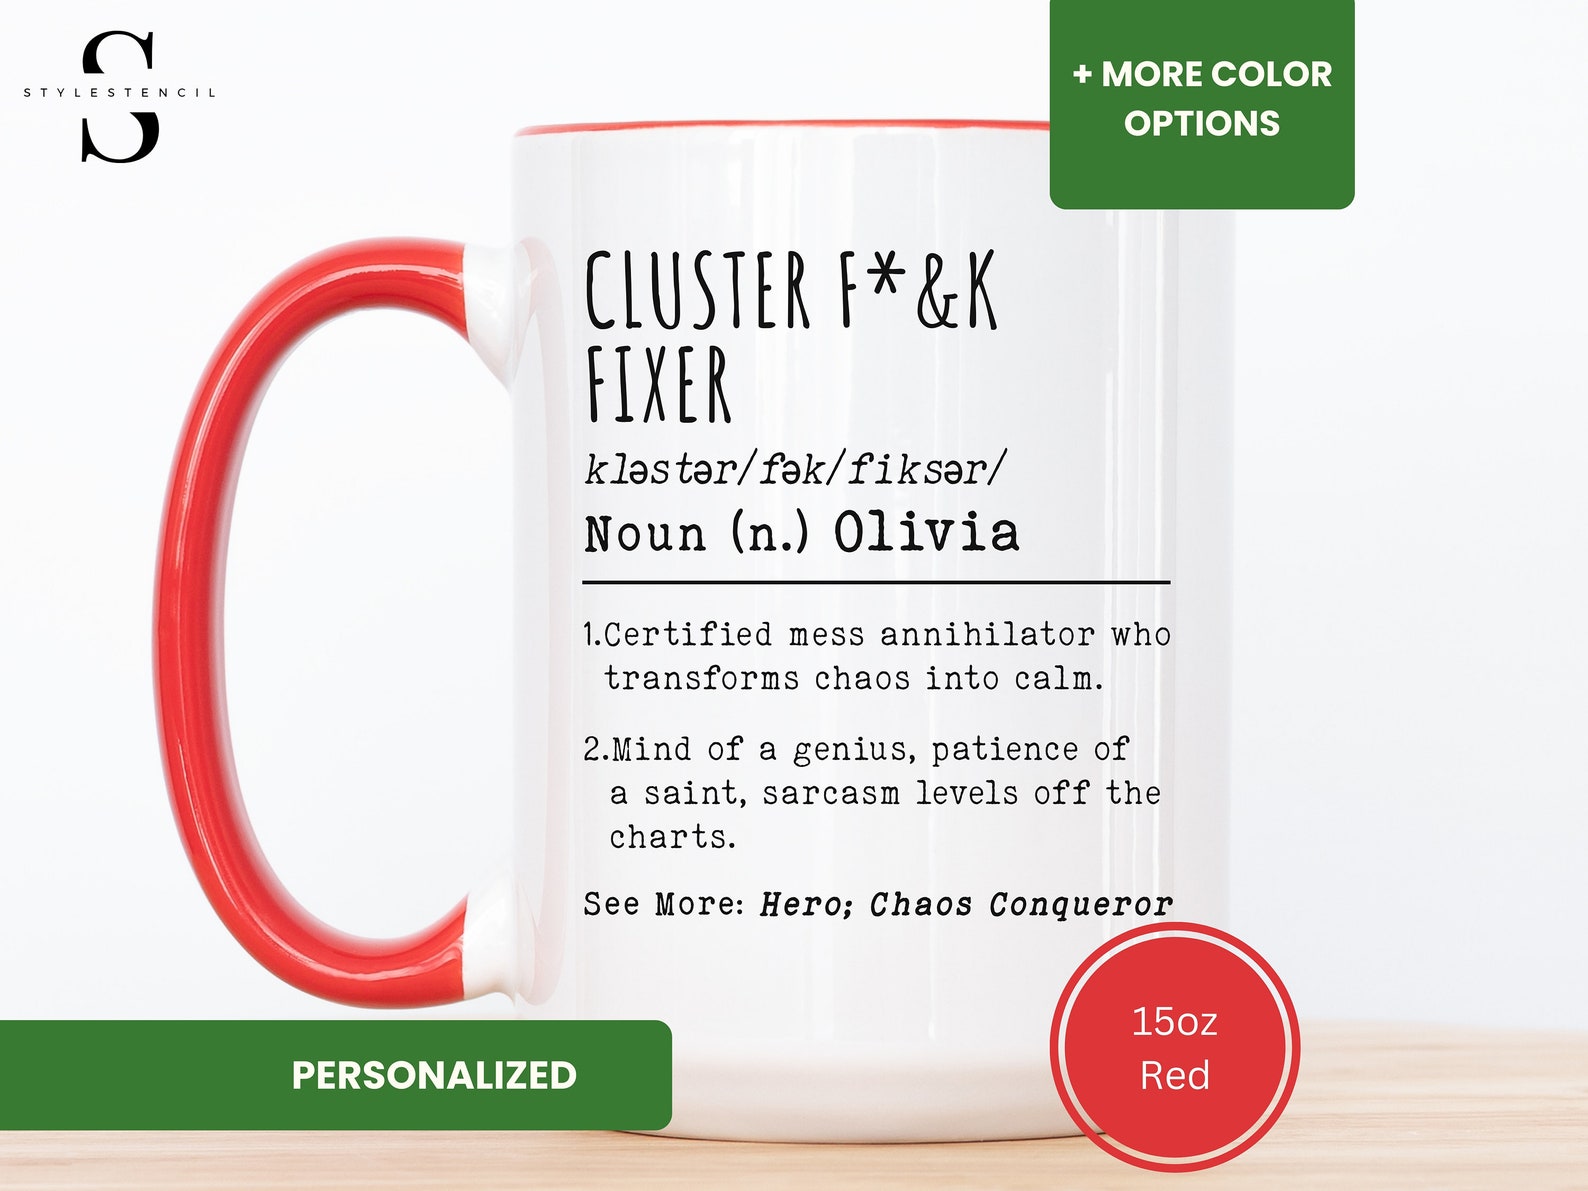 S
STYLESTENCIL
+ MORE COLOR
OPTIONS
CLUSTER F*&K
FIXER
kləstər/fək/fiksər/
Noun (n.) Olivia
1.Certified mess annihilator who
transforms chaos into calm.
2.Mind of a genius, patience of
a saint, sarcasm levels off the
charts.
See More: Hero; Chaos Conqueror
PERSONALIZED
15oz
Red